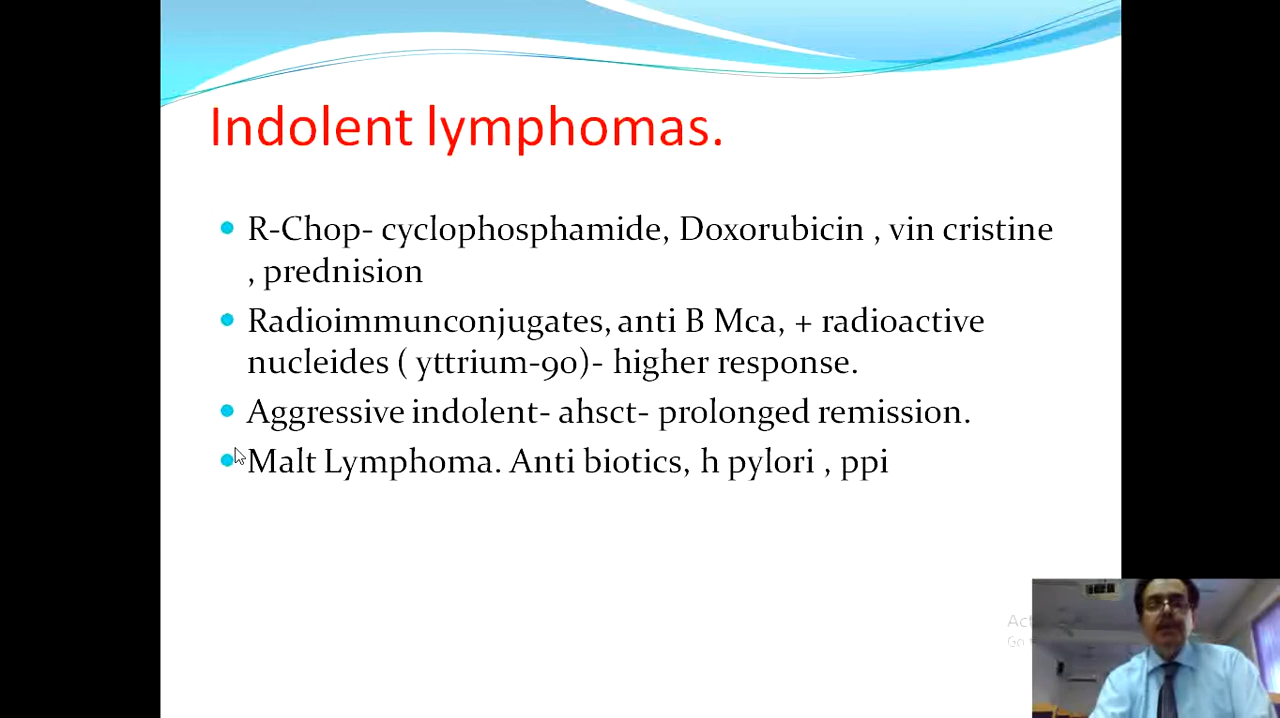 Indolent lymphomas.
R-Chop- cyclophosphamide, Doxorubicin , vin cristine
, prednision
Radioimmunconjugates, anti B Mca, + radioactive
nucleides ( yttrium-90)- higher response.
Aggressive indolent- ahsct- prolonged remission.
Malt Lymphoma. Anti biotics, h pylori , ppi